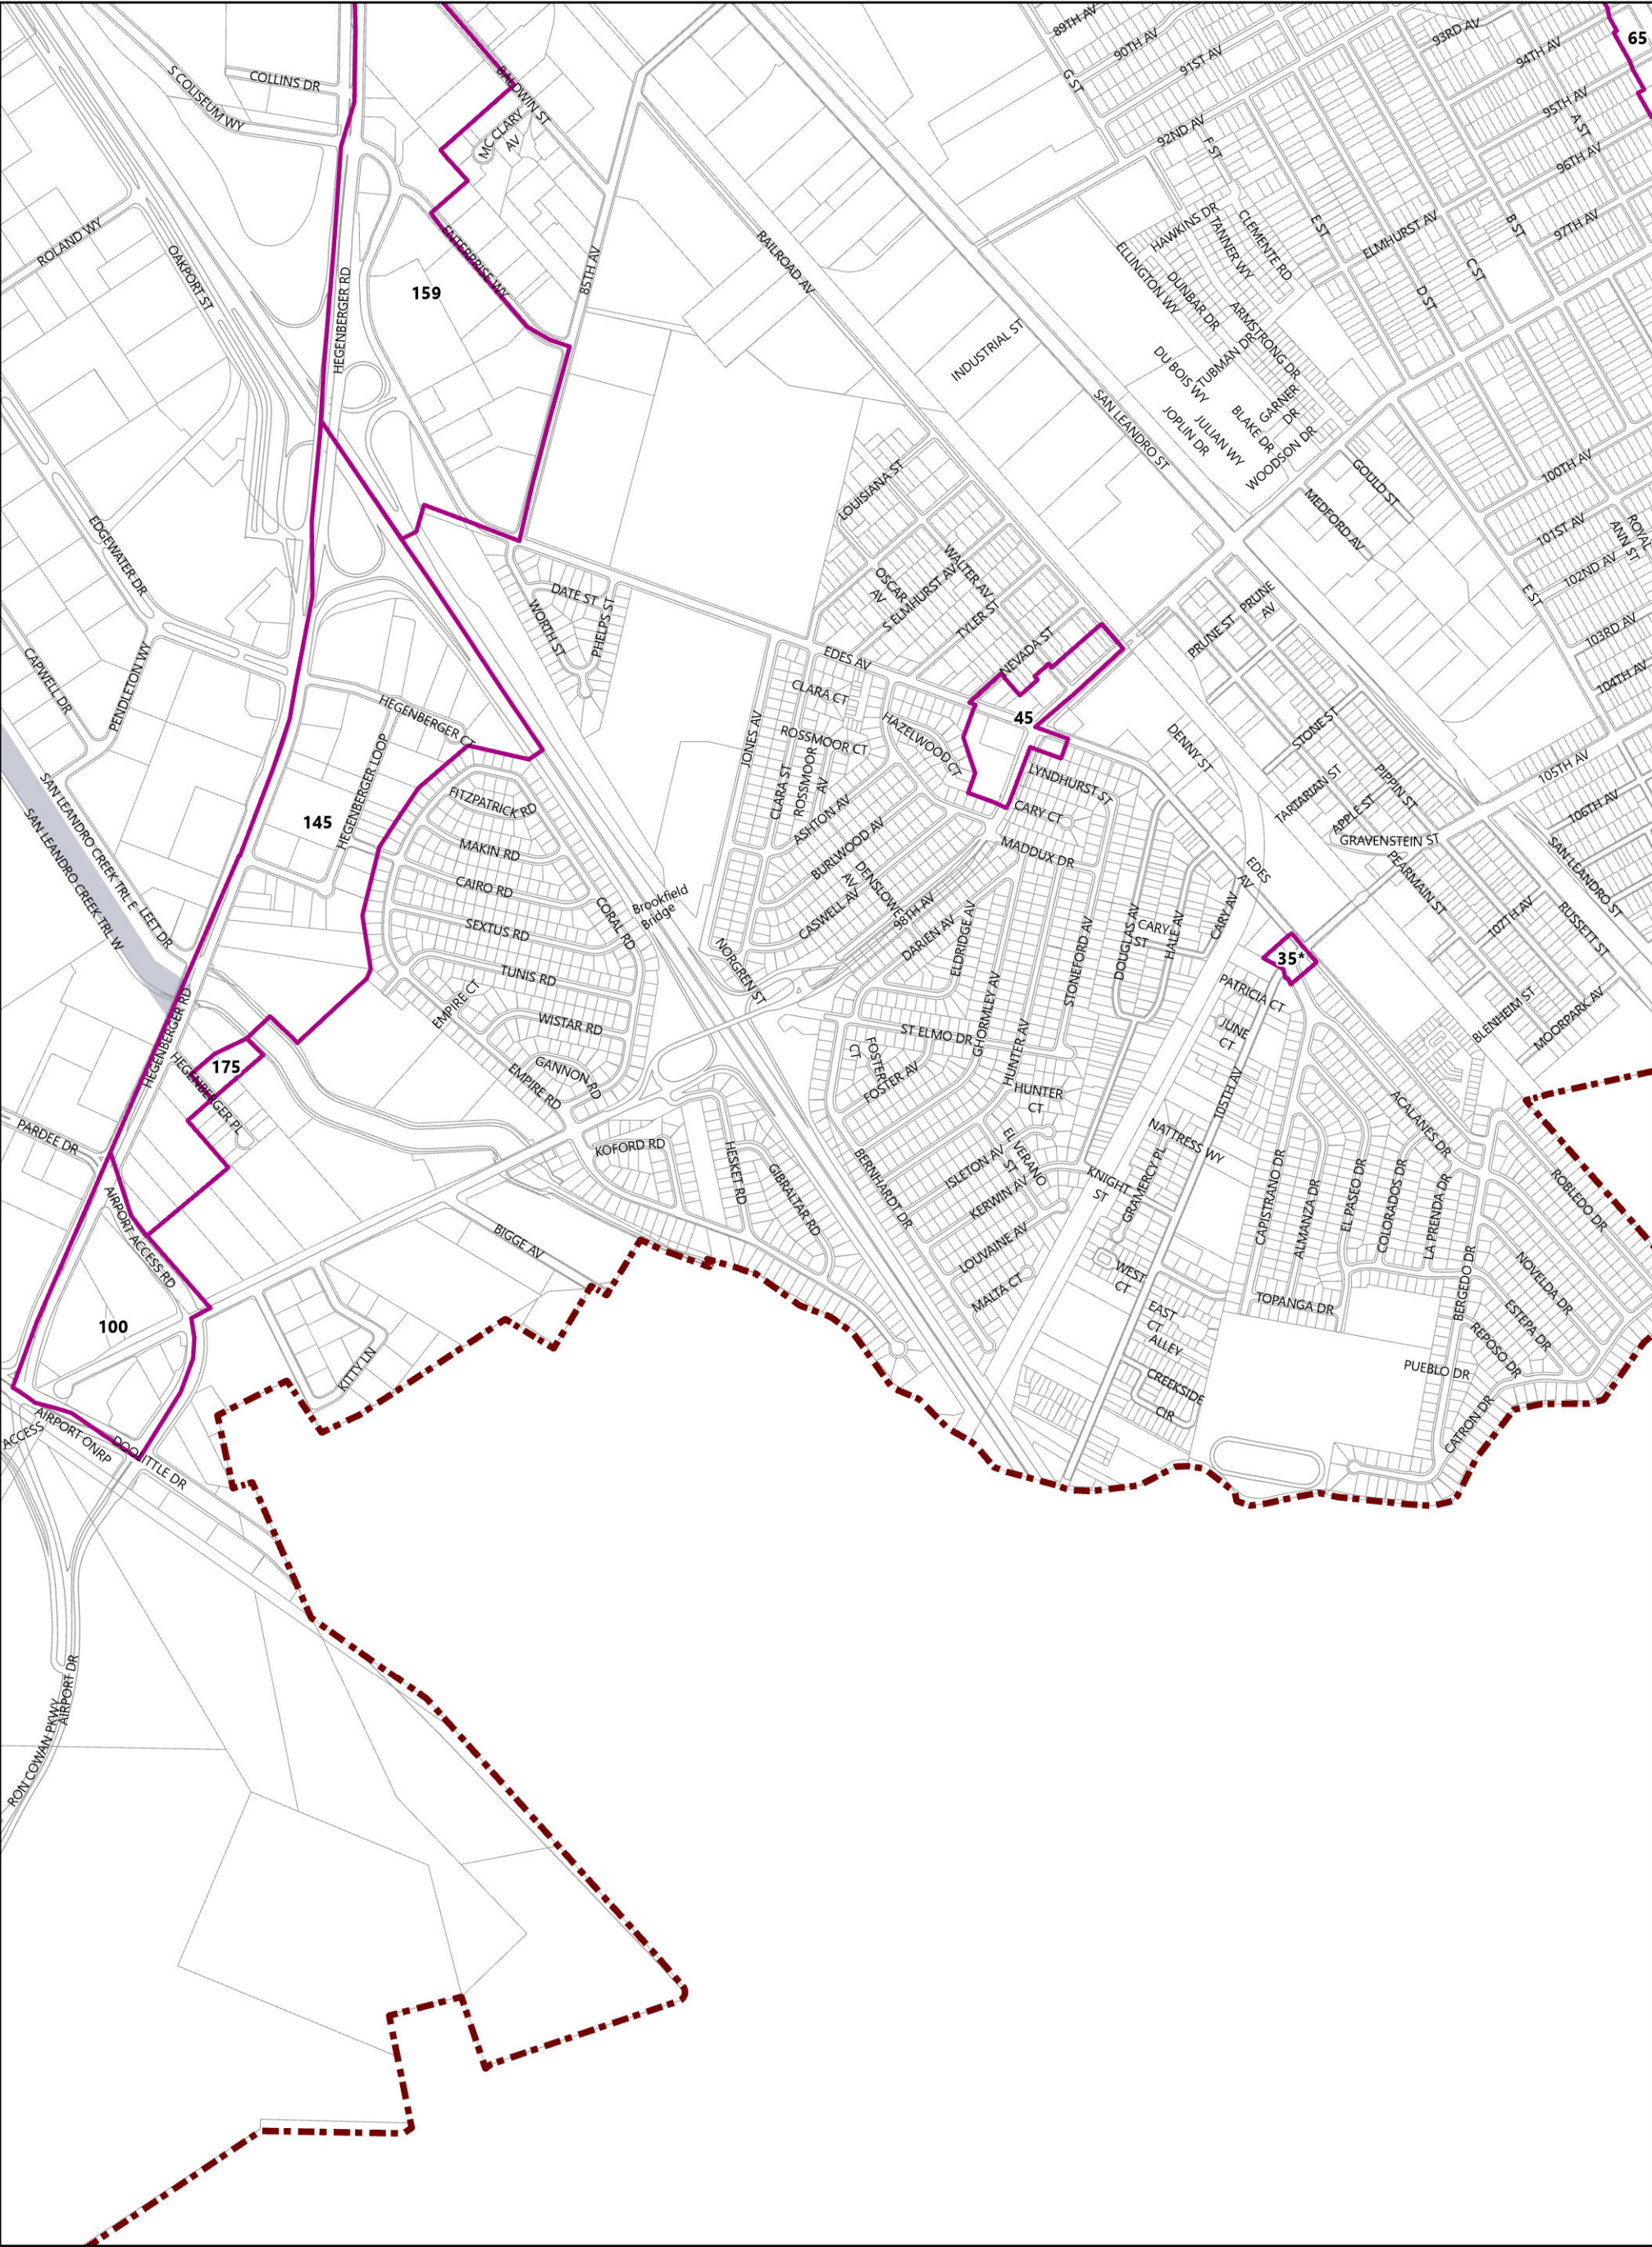 89TH AV
90TH AV
91ST AV
93RD AV
94TH AV
65
G ST
S COLISEUM WY
COLLINS DR
BALDWIN ST
MC CLARY
AV
92ND AV
F ST
95TH AV
A ST
96TH AV
97TH AV
B ST
ROLAND WY
OAKPORT ST
HEGENBERGER RD
ENTERPRISE WY
159
85TH AV
RAILROAD AV
INDUSTRIAL ST
SAN LEANDRO ST
ELLINGTON WY
HAWKINS DR
TANNER WY
CLEMENTE RD
DUNBAR DR
ARMSTRONG DR
E ST
ELMHURST AV
C ST
D ST
DU BOIS WY
TUBMAN DR
GARNER
DR
BLAKE DR
JULIAN WY
JOPLIN DR
WOODSON DR
GOULD ST
MEDFORD AV
100TH AV
101ST AV
ROYAL
ANN ST
102ND AV
103RD AV
104TH AV
E ST
EDGEWATER DR
CAPWELL DR
PENDLETON WY
LOUISIANA ST
WALTER AV
OSCAR
AV
S ELMHURST AV
TYLER ST
NEVADA ST
DATE ST
WORTH ST
PHELPS ST
EDES AV
PRUNE
AV
PRUNE ST
CLARA CT
ROSSMOOR CT
HAZELWOOD CT
45
JONES AV
CLARA ST
ROSSMOOR
AV
HEGENBERGER CT
HEGENBERGER LOOP
145
SAN LEANDRO CREEK TRL E
SAN LEANDRO CREEK TRL W
LEET DR
FITZPATRICK RD
MAKIN RD
CAIRO RD
SEXTUS RD
TUNIS RD
EMPIRE CT
WISTAR RD
GANNON RD
EMPIRE RD
CORAL RD
Brookfield
Bridge
NORGREN ST
ASHTON AV
BURLWOOD AV
DENSLOWE
AV
CASWELL AV
98TH AV
DARIEN AV
LYNDHURST ST
CARY CT
MADDUX DR
DENNY ST
STONE ST
PIPPIN ST
TARTARIAN ST
APPLE ST
GRAVENSTEIN ST
PEARMAIN ST
105TH AV
106TH AV
SAN LEANDRO ST
107TH AV
RUSSETT ST
BLENHEIM ST
MOORPARK AV
EDES
AV
CARY AV
HALE AV
CARY
ST
DOUGLAS AV
STONEFORD AV
ELDRIDGE AV
GHORMLEY AV
HUNTER AV
35*
PATRICIA CT
JUNE
CT
105TH AV
ST ELMO DR
FOSTER
CT
FOSTER AV
HUNTER
CT
HEGENBERGER RD
175
HEGENBERGER PL
PARDEE DR
KOFORD RD
HESKET RD
GIBRALTAR RD
BERNHARDT DR
ISLETON AV
EL VERANO
ST
KERWIN AV
LOUVAINE AV
MALTA CT
KNIGHT
ST
GRAMERCY PL
NATTRESS WY
WEST
CT
EAST
CT
ALLEY
CREEKSIDE
CIR
ACALANES DR
CAPISTRANO DR
ALMANZA DR
EL PASEO DR
COLORADOS DR
LA PRENDA DR
BERGEDO DR
TOPANGA DR
PUEBLO DR
ROBLEDO DR
NOVELDA DR
ESTEPA DR
REPOSO DR
CATRON DR
AIRPORT ACCESS RD
BIGGE AV
KITTY LN
100
ACCESS
AIRPORT ONRP
DOOLITTLE DR
AIRPORT DR
RON COWAN PKWY